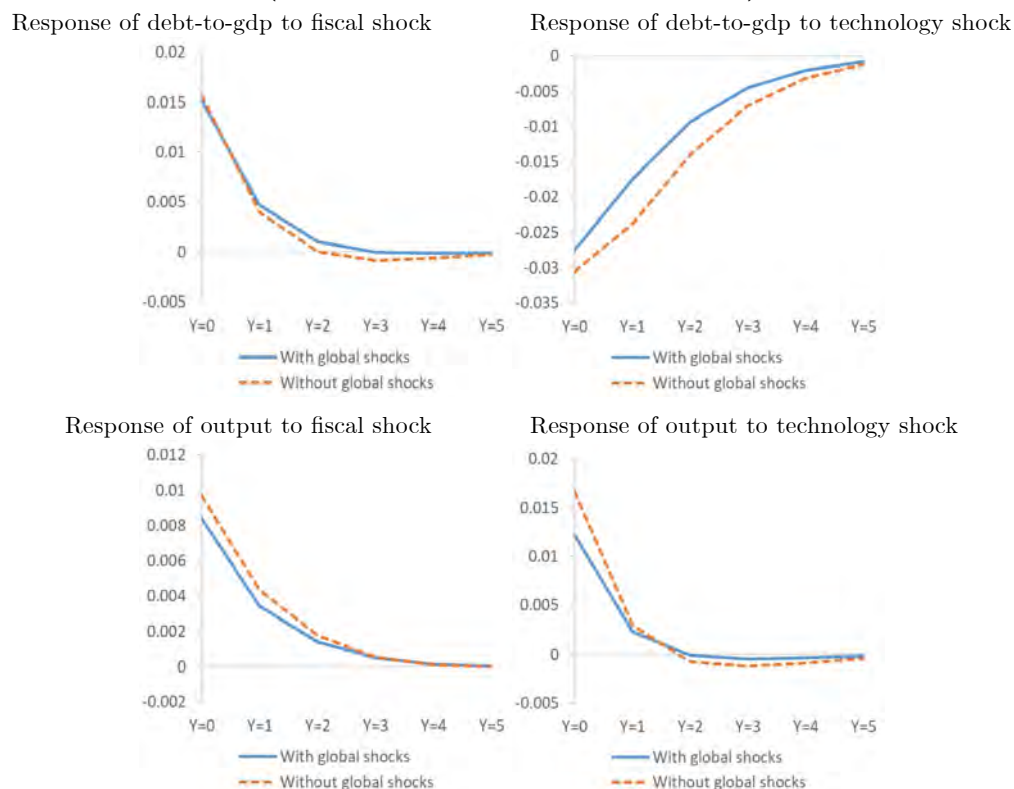 Response of debt-to-gdp to fiscal shock
0.02
0.015
0.01
0.005
0
-0.005
Y=0 Y=1 Y=2 Y=3 Y=4 Y=5
With global shocks
Without global shocks
Response of debt-to-gdp to technology shock
0
-0.005
-0.01
-0.015
-0.02
-0.025
-0.03
-0.035
Y=0 Y=1 Y=2 Y=3 Y=4 Y=5
With global shocks
Without global shocks
Response of output to fiscal shock
0.012
0.01
0.008
0.006
0.004
0.002
0
-0.002
Y=0 Y=1 Y=2 Y=3 Y=4 Y=5
With global shocks
Without global shocks
Response of output to technology shock
0.02
0.015
0.01
0.005
0
-0.005
Y=0 Y=1 Y=2 Y=3 Y=4 Y=5
With global shocks
Without global shocks